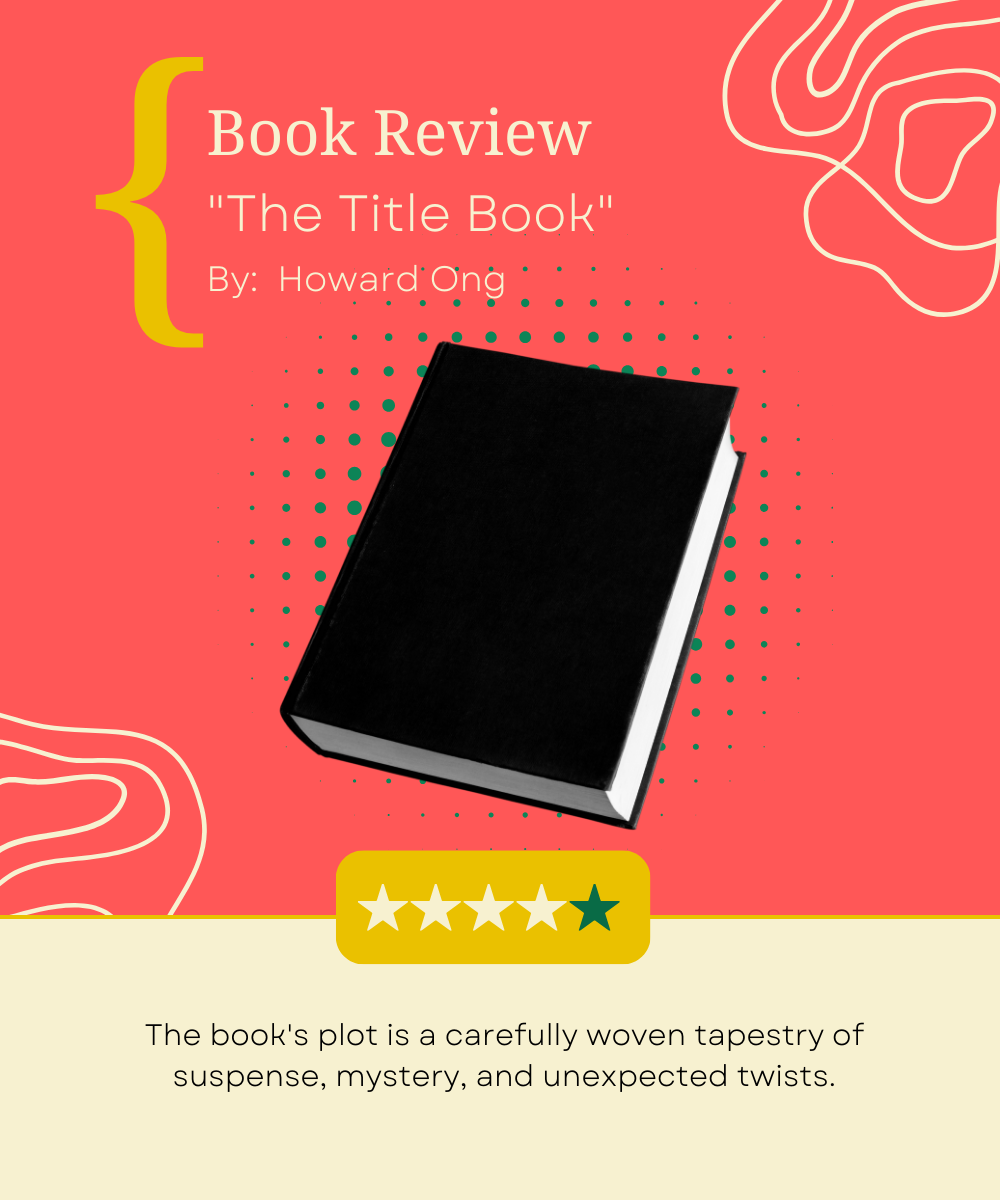 Book Review
"The Title Book"
By: Howard Ong
The book's plot is a carefully woven tapestry of
suspense, mystery, and unexpected twists.